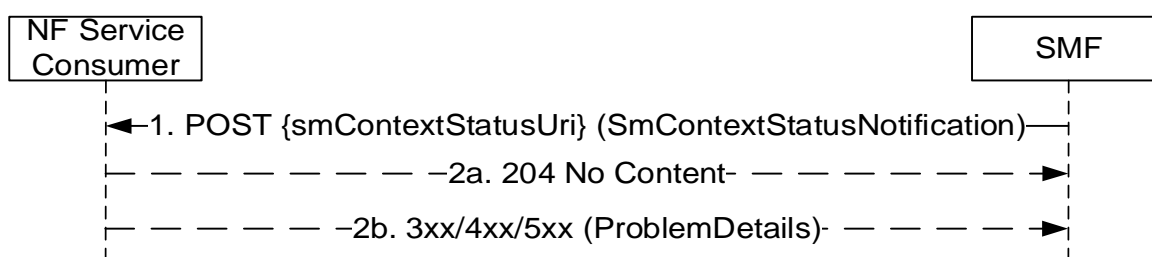 NF Service
Consumer
SMF
1. POST {smContextStatusUri} (SmContextStatusNotification)
2a. 204 No Content
2b. 3xx/4xx/5xx (ProblemDetails)